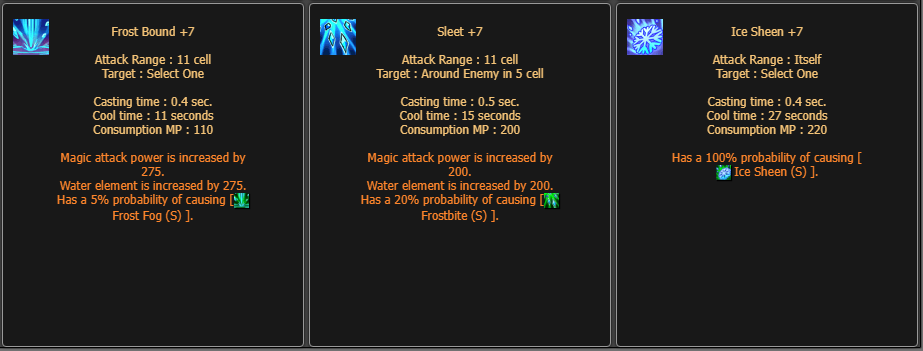 Frost Bound +7
Attack Range : 11 cell
Target : Select One
Casting time : 0.4 sec.
Cool time : 11 seconds
Consumption MP : 110
Magic attack power is increased by
275.
Water element is increased by 275.
Has a 5% probability of causing [
Frost Fog (S) ].
Sleet +7
Attack Range : 11 cell
Target : Around Enemy in 5 cell
Casting time : 0.5 sec.
Cool time : 15 seconds
Consumption MP : 200
Magic attack power is increased by
200.
Water element is increased by 200.
Has a 20% probability of causing [
Frostbite (S) ].
Ice Sheen +7
Attack Range : Itself
Target : Select One
Casting time : 0.4 sec.
Cool time : 27 seconds
Consumption MP : 220
Has a 100% probability of causing [
Ice Sheen (S) ].